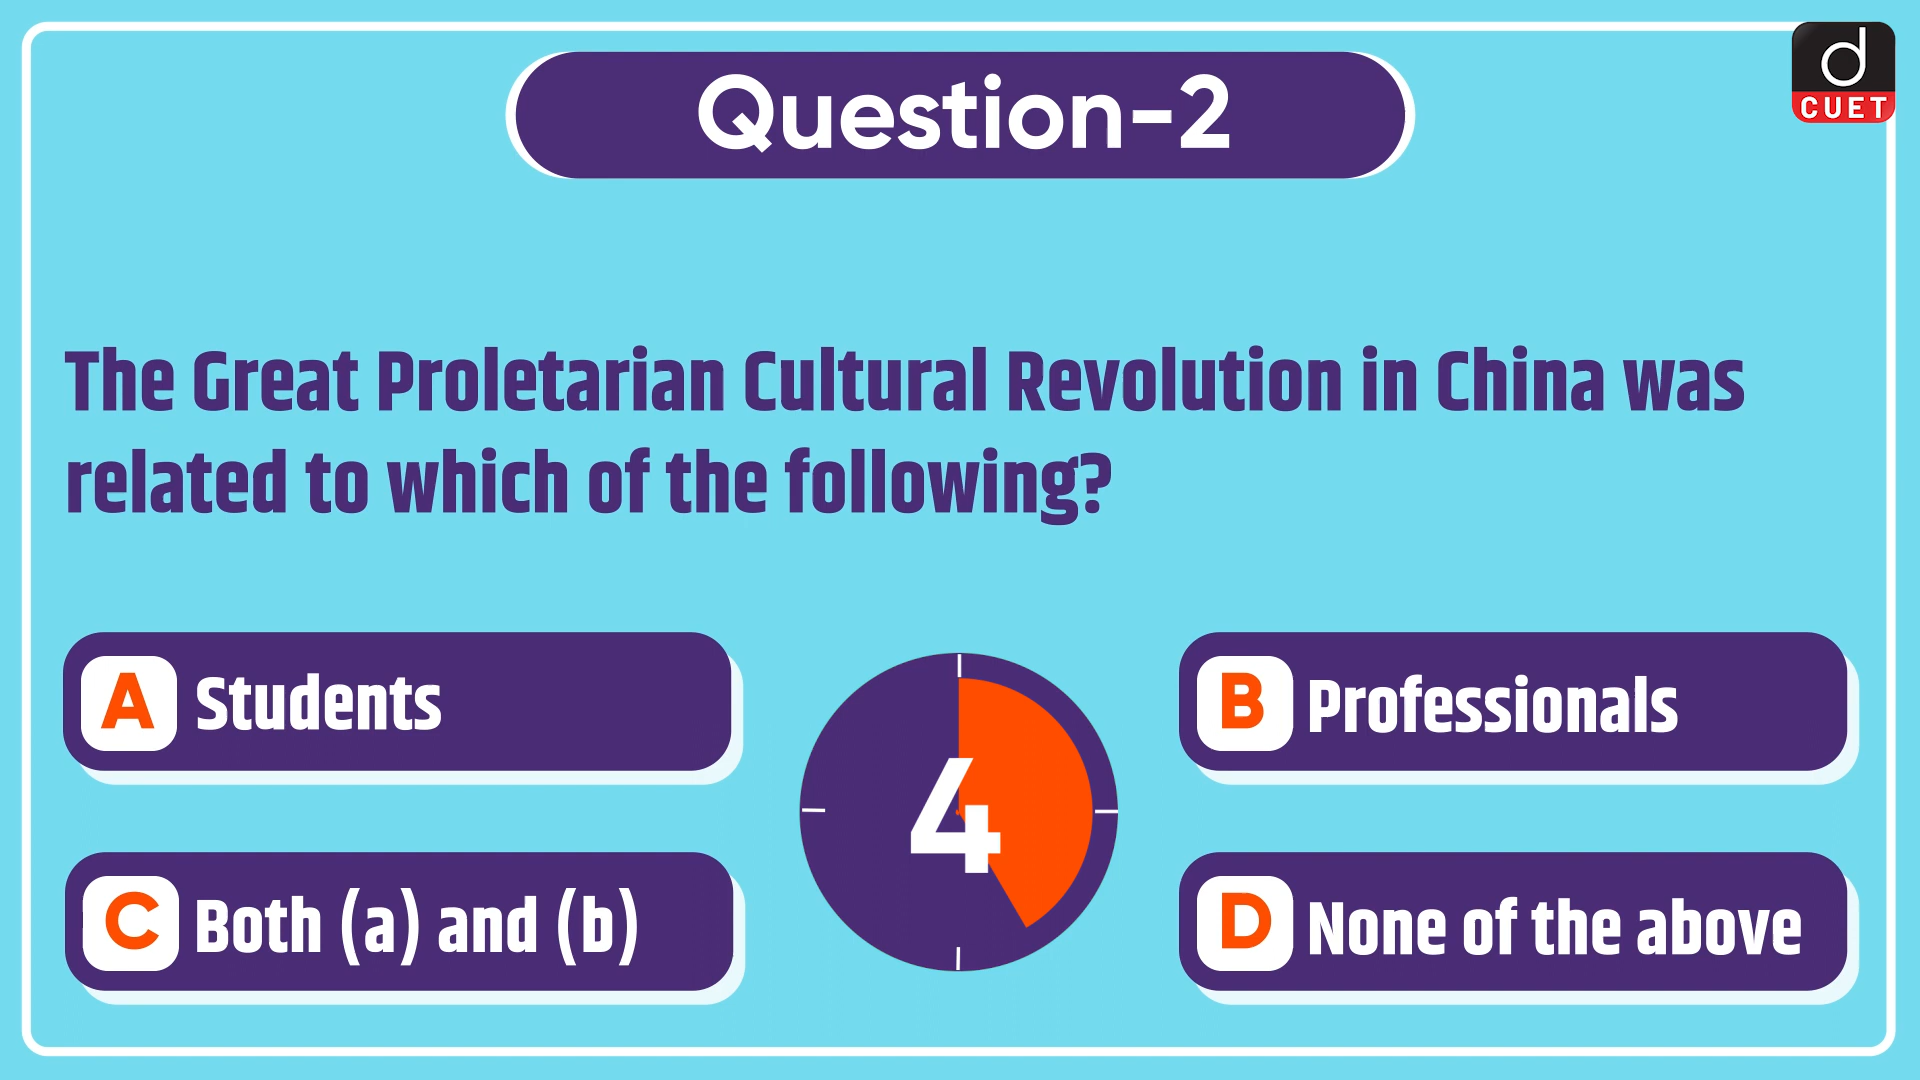 Question-2
d
CUET
The Great Proletarian Cultural Revolution in China was
related to which of the following?
A Students
B Professionals
4
C Both (a) and (b)
D None of the above